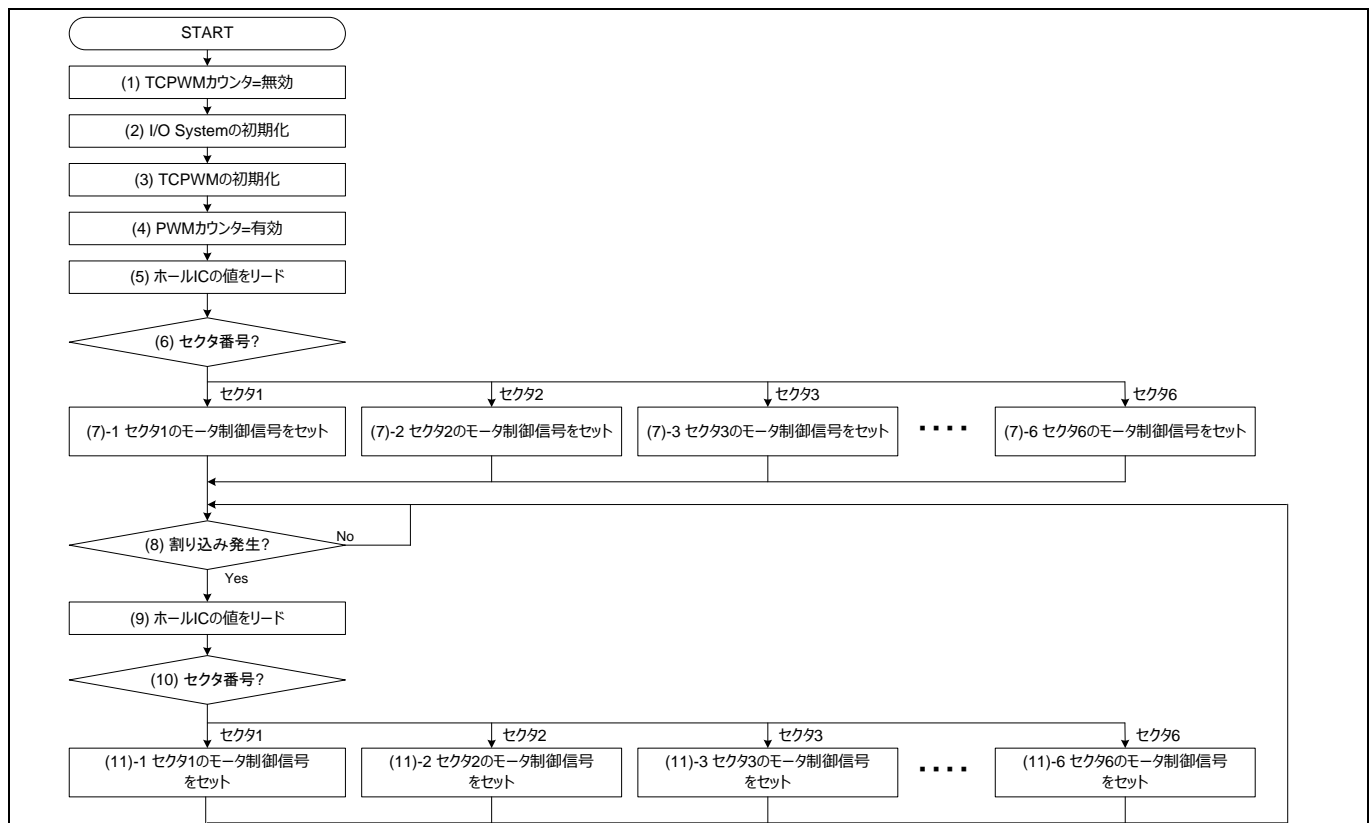 START
(1) TCPWMカウンタ=無効
(2) I/O Systemの初期化
(3) TCPWMの初期化
(4) PWMカウンタ=有効
(5) ホールICの値をリード
(6) セクタ番号?
セクタ1
セクタ2
セクタ3
セクタ6
(7)-1 セクタ1のモータ制御信号をセット
(7)-2 セクタ2のモータ制御信号をセット
(7)-3 セクタ3のモータ制御信号をセット
(7)-6 セクタ6のモータ制御信号をセット
(8) 割り込み発生?
No
Yes
(9) ホールICの値をリード
(10) セクタ番号?
セクタ1
セクタ2
セクタ3
セクタ6
(11)-1 セクタ1のモータ制御信号
をセット
(11)-2 セクタ2のモータ制御信号
をセット
(11)-3 セクタ3のモータ制御信号
をセット
(11)-6 セクタ6のモータ制御信号
をセット